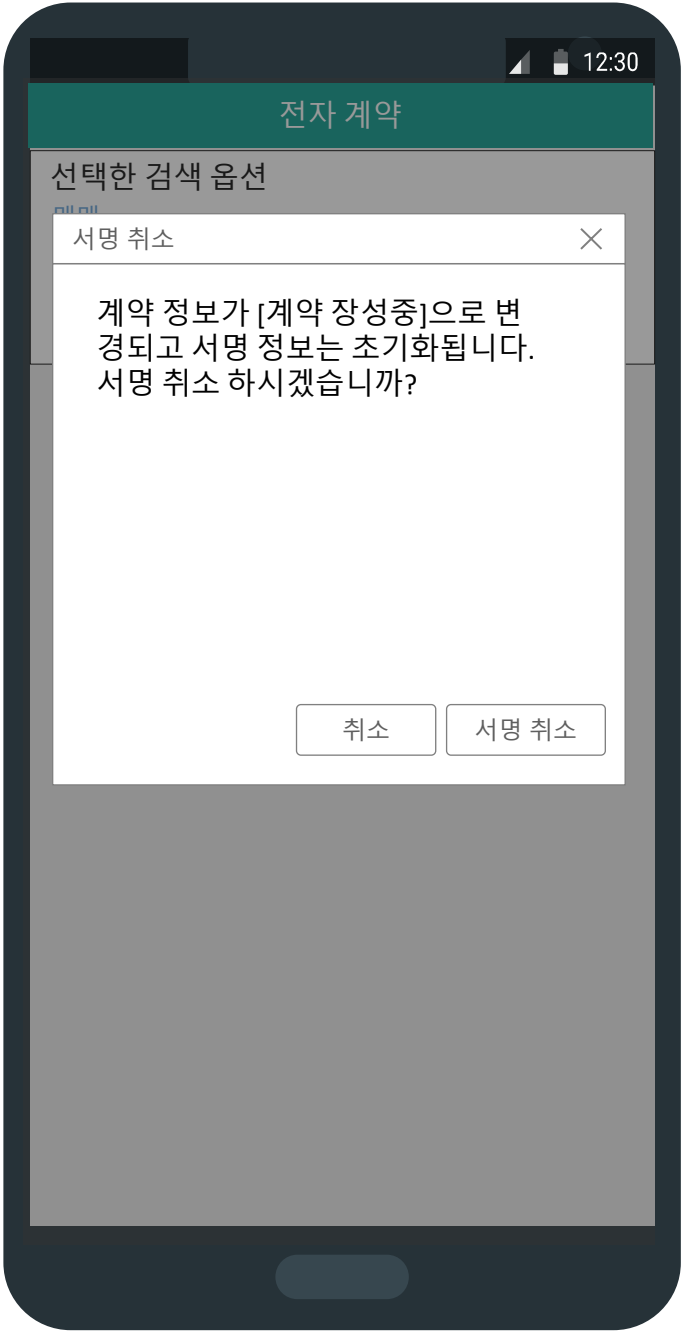 12:30
전자 계약
선택한 검색 옵션
서명 취소
계약 정보가 [계약 장성중]으로 변
경되고 서명 정보는 초기화됩니다.
서명 취소 하시겠습니까?
취소
서명 취소